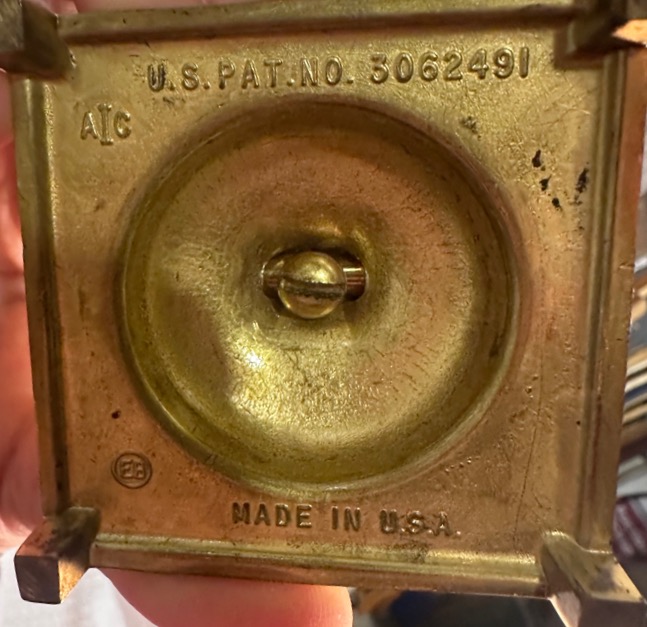 U.S. PAT. NO. 3062491
AIC
EB
MADE IN U.S.A.